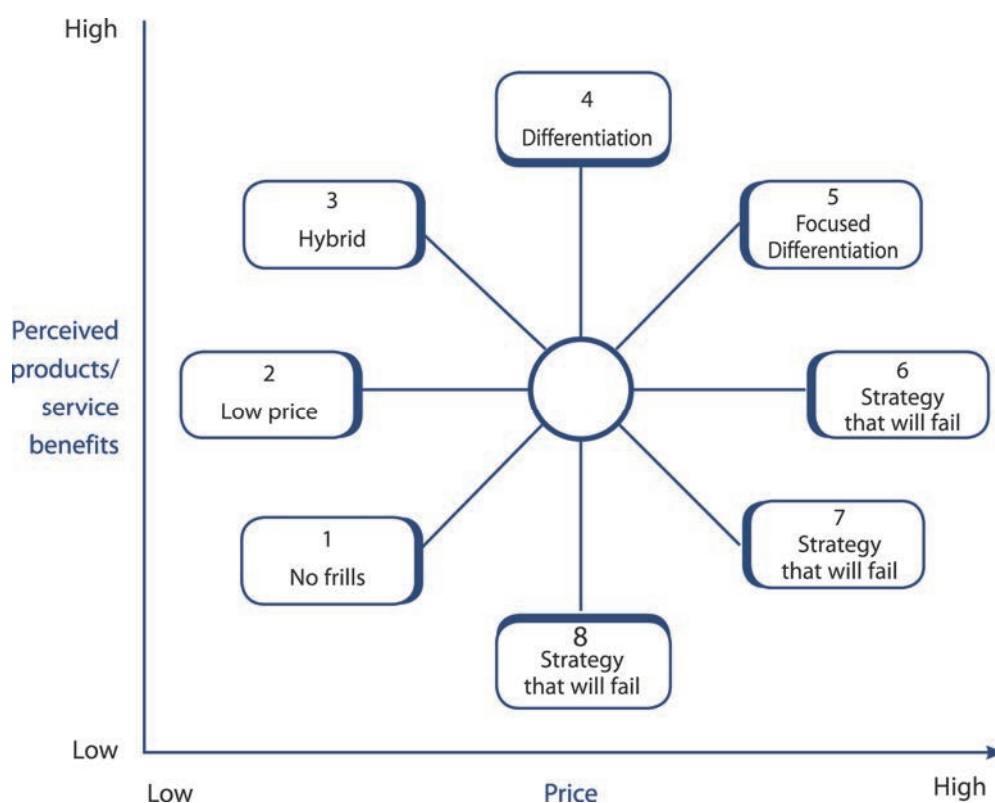 High
4
Differentiation
3
Hybrid
5
Focused
Differentiation
Perceived
products/
service
benefits
2
Low price
6
Strategy
that will fail
1
No frills
7
Strategy
that will fail
8
Strategy
that will fail
Low
Low
Price
High